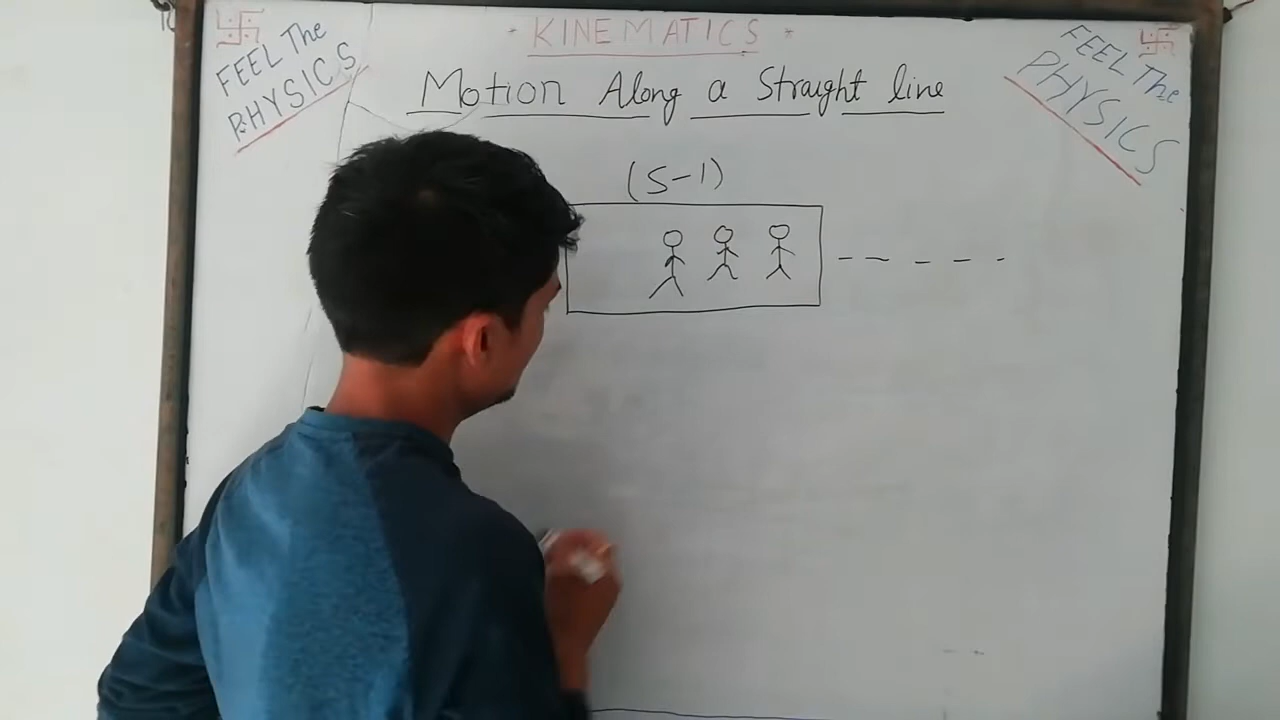 * KINEMATICS *
FEEL The
PHYSICS
Motion Along a Straight line
FEEL The
PHYSICS
(S-1)